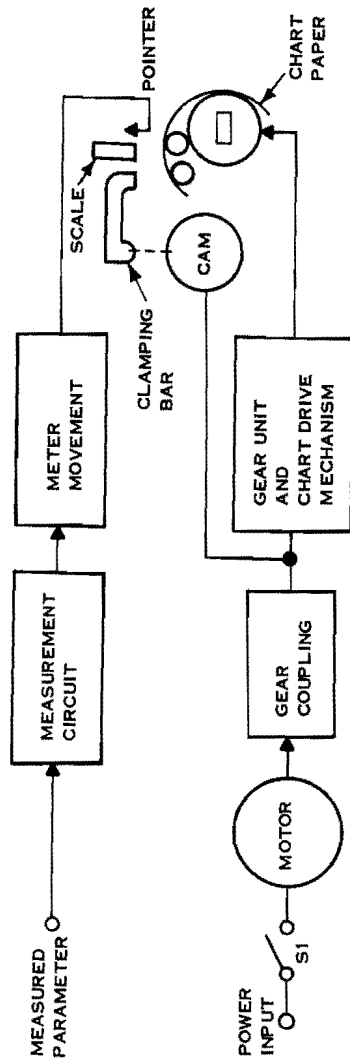 MEASURED
PARAMETER
MEASUREMENT
CIRCUIT
METER
MOVEMENT
SCALE
POINTER
CLAMPING
BAR
CAM
CHART
PAPER
POWER
INPUT
S1
MOTOR
GEAR
COUPLING
GEAR UNIT
AND
CHART DRIVE
MECHANISM